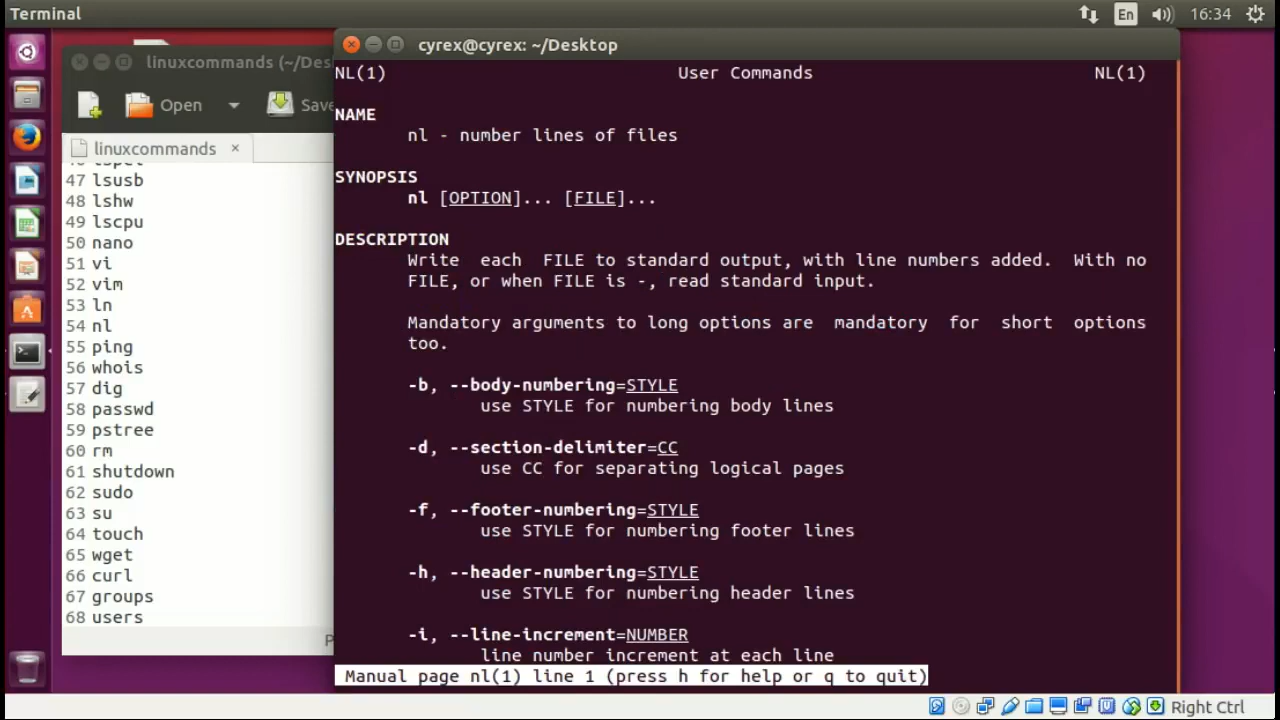 Terminal
En
16:34
linuxcommands (~/Des
Open
Save
linuxcommands ×
47 lsusb
48 lshw
49 lscpu
50 nano
51 vi
52 vim
53 ln
54 nl
55 ping
56 whois
57 dig
58 passwd
59 pstree
60 rm
61 shutdown
62 sudo
63 su
64 touch
65 wget
66 curl
67 groups
68 users
cyrex@cyrex: ~/Desktop
NL(1) User Commands NL(1)
NAME
nl - number lines of files
SYNOPSIS
nl [OPTION]... [FILE]...
DESCRIPTION
Write each FILE to standard output, with line numbers added. With no
FILE, or when FILE is -, read standard input.
Mandatory arguments to long options are mandatory for short options
too.
-b, --body-numbering=STYLE
use STYLE for numbering body lines
-d, --section-delimiter=CC
use CC for separating logical pages
-f, --footer-numbering=STYLE
use STYLE for numbering footer lines
-h, --header-numbering=STYLE
use STYLE for numbering header lines
-i, --line-increment=NUMBER
line number increment at each line
Manual page nl(1) line 1 (press h for help or q to quit)
Right Ctrl